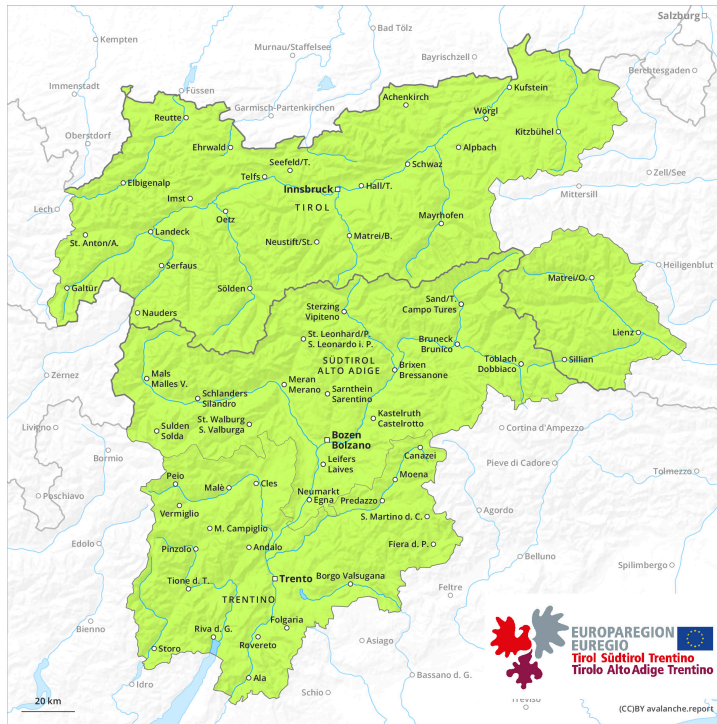 Salzburg
Bad Tölz
Kempten
Murnau/Staffelsee
Bayrischzell
Berchtesgaden
Immenstadt
Füssen
Kufstein
Achenkirch
Garmisch-Partenkirchen
Reutte
Wörgl
Oberstdorf
Kitzbühel
Ehrwald
Alpbach
Seefeld/T.
Schwaz
Telfs
Zell/See
Elbigenalp
Innsbruck
Hall/T.
Mittersill
Imst
TIROL
Lech
Oetz
Mayrhofen
St. Anton/A.
Landeck
Neustift/St.
Matrei/B.
Serfaus
Heiligenblut
Matrei/O.
Galtür
Sölden
Sand/T.
Campo Tures
Nauders
Sterzing
Vipiteno
Lienz
St. Leonhard/P.
S. Leonardo i. P.
Bruneck
Brunico
SÜDTIROL
ALTO ADIGE
Toblach
Dobbiaco
Sillian
Brixen
Bressanone
Zernez
Mals
Malles V.
Meran
Merano
Sarnthein
Sarentino
Schlanders
Silandro
Kastelruth
Castelrotto
St. Walburg
S. Valburga
Livigno
Sulden
Solda
Cortina d'Ampezzo
Bozen
Bolzano
Bormio
Canazei
Leifers
Laives
Pieve di Cadore
Tolmezzo
Moena
Peio
Malè
Cles
Poschiavo
Neumarkt
Egna
Predazzo
Vermiglio
Agordo
S. Martino d. C.
M. Campiglio
Edolo
Pinzolo
Andalo
Fiera d. P.
Belluno
Spilimbergo
Tione d. T.
Trento
Borgo Valsugana
Feltre
TRENTINO
Folgaria
Bienno
Riva d. G.
Rovereto
Asiago
Storo
Ala
Bassano d. G.
Idro
Schio
Treviso
EUROPAREGION
EUREGIO
Tirol Südtirol Trentino
Tirolo Alto Adige Trentino
20 km
(CC)BY avalanche.report